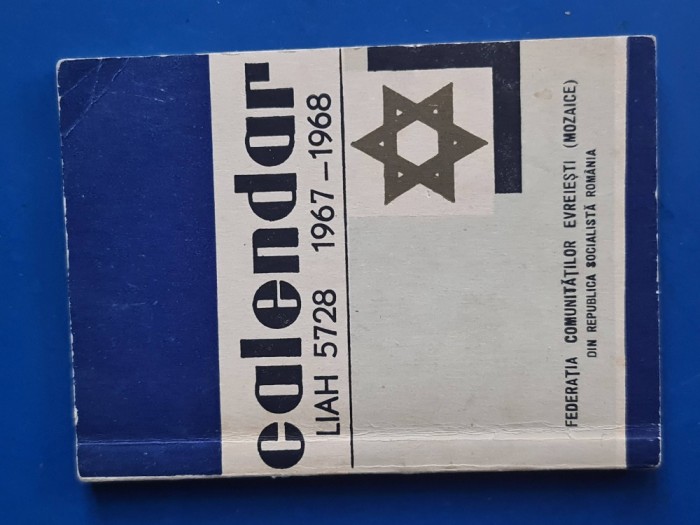 calendar
LIAH 5728 1967-1968
FEDERAȚIA COMUNITĂȚILOR EVREIEȘTI (MOZAICE)
DIN REPUBLICA SOCIALISTĂ ROMÂNIA